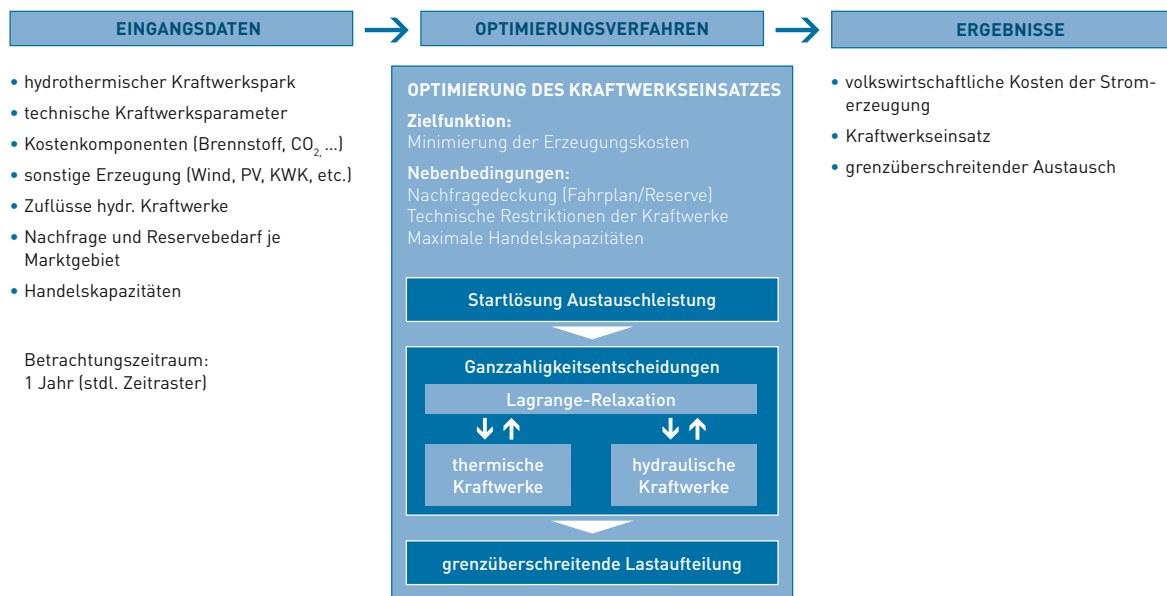 EINGANGSDATEN
OPTIMIERUNGSVERFAHREN
ERGEBNISSE
• hydrothermischer Kraftwerkspark
• technische Kraftwerksparameter
• Kostenkomponenten (Brennstoff, CO₂, ...)
• sonstige Erzeugung (Wind, PV, KWK, etc.)
• Zuflüsse hydr. Kraftwerke
• Nachfrage und Reservebedarf je
Marktgebiet
• Handelskapazitäten
Betrachtungszeitraum:
1 Jahr (stdl. Zeitraster)
OPTIMIERUNG DES KRAFTWERKSEINSATZES
Zielfunktion:
Minimierung der Erzeugungskosten
Nebenbedingungen:
Nachfragedeckung (Fahrplan/Reserve)
Technische Restriktionen der Kraftwerke
Maximale Handelskapazitäten
Startlösung Austauschleistung
Ganzzahligkeitsentscheidungen
Lagrange-Relaxation
thermische
Kraftwerke
hydraulische
Kraftwerke
grenzüberschreitende Lastaufteilung
• volkswirtschaftliche Kosten der Strom-
erzeugung
• Kraftwerkseinsatz
• grenzüberschreitender Austausch